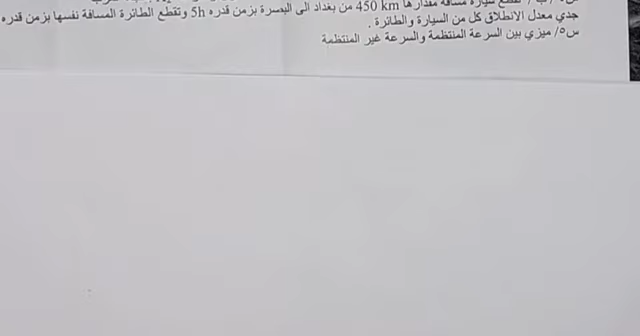 تقطع سيارة مسافة مقدارها 450 km من بغداد الى البصرة بزمن قدره 5h وتقطع الطائرة المسافة نفسها بزمن قدره
جدي معدل الانطلاق كل من السيارة والطائرة .
س٥/ ميزي بين السرعة المنتظمة والسرعة غير المنتظمة